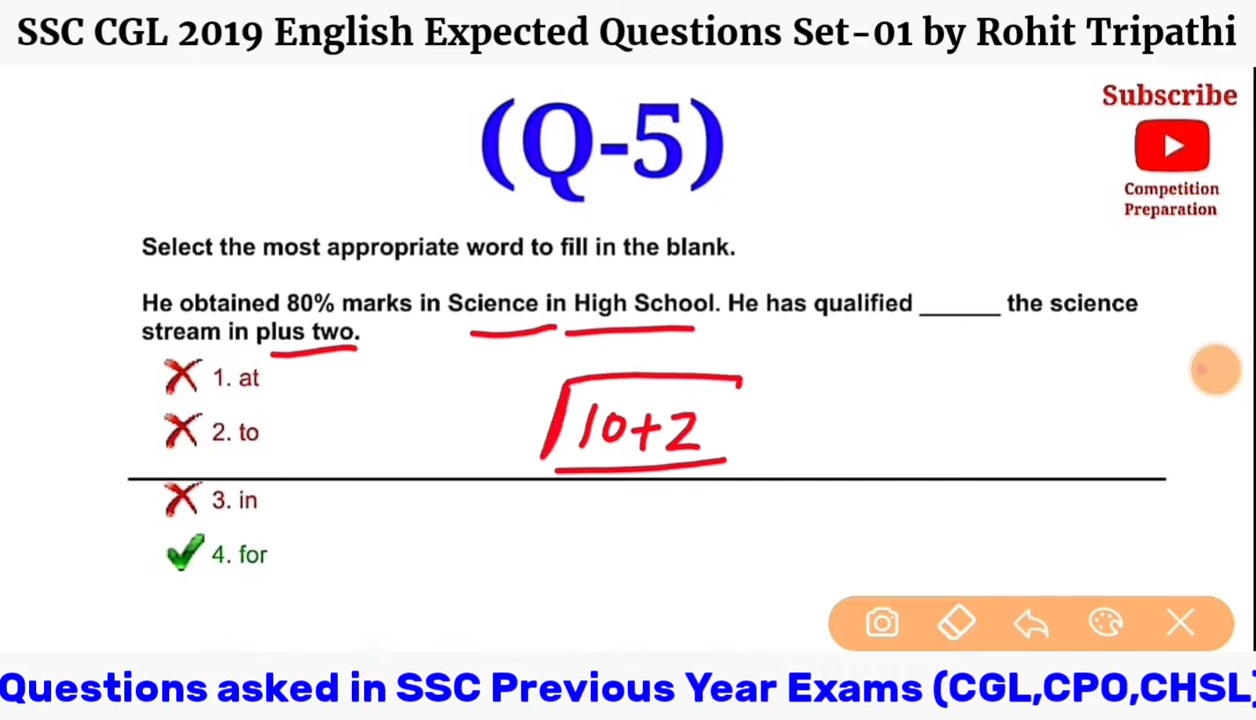 SSC CGL 2019 English Expected Questions Set-01 by Rohit Tripathi
(Q-5)
Subscribe
Competition
Preparation
Select the most appropriate word to fill in the blank.
He obtained 80% marks in Science in High School. He has qualified ______ the science
stream in plus two.
1. at
2. to
10+2
3. in
4. for
Questions asked in SSC Previous Year Exams (CGL,CPO,CHSL)